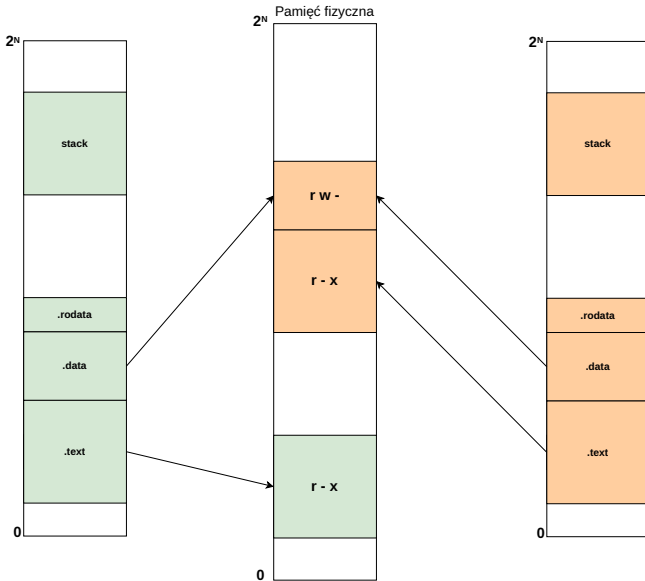 Pamięć fizyczna
2ᴺ
stack
.rodata
.data
.text
0
2ᴺ
r w -
r - x
r - x
0
2ᴺ
stack
.rodata
.data
.text
0